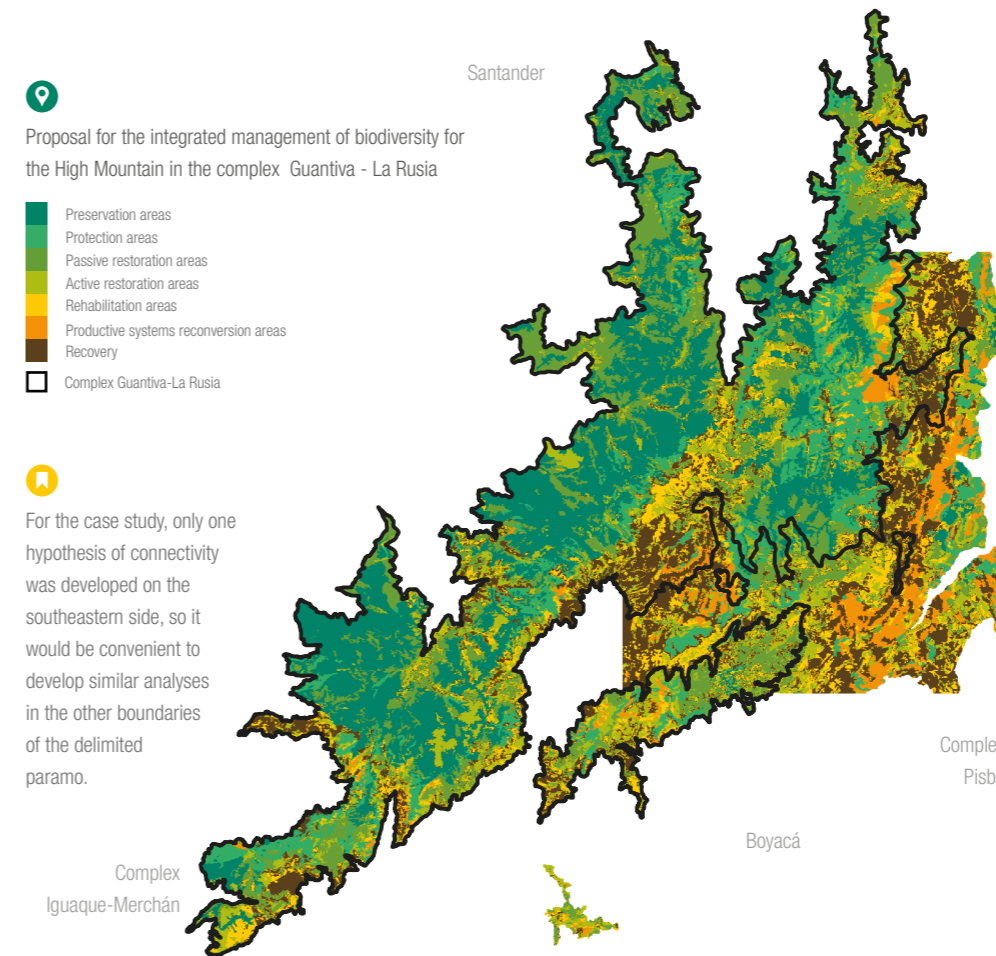 Santander
Proposal for the integrated management of biodiversity for
the High Mountain in the complex Guantiva - La Rusia
Preservation areas
Protection areas
Passive restoration areas
Active restoration areas
Rehabilitation areas
Productive systems reconversion areas
Recovery
Complex Guantiva-La Rusia
For the case study, only one
hypothesis of connectivity
was developed on the
southeastern side, so it
would be convenient to
develop similar analyses
in the other boundaries
of the delimited
paramo.
Comple
Pisb
Boyacá
Complex
Iguaque-Merchán